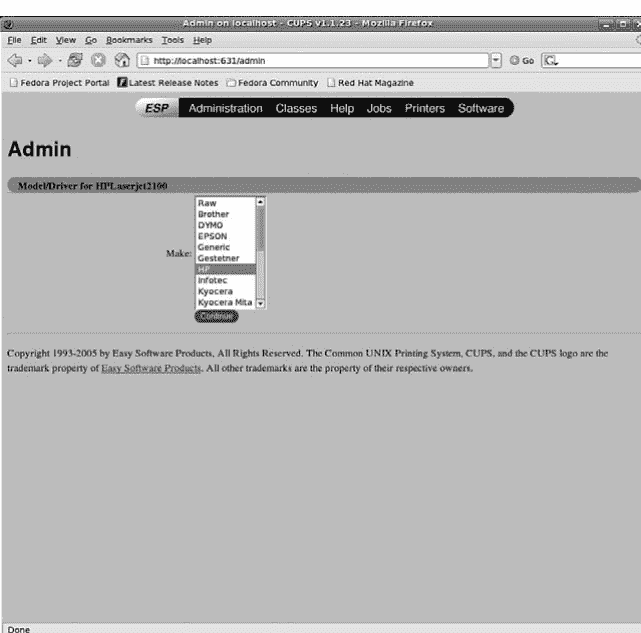 Admin on localhost - CUPS v1.1.23 - Mozilla Firefox
File Edit View Go Bookmarks Tools Help
http://localhost:631/admin Go G
Fedora Project Portal Latest Release Notes Fedora Community Red Hat Magazine
ESP Administration Classes Help Jobs Printers Software
Admin
Model/Driver for HPLaserjet2100
Raw
Brother
DYMO
EPSON
Generic
Make: Gestetner
HP
Infotec
Kyocera
Kyocera Mita
Continue
Copyright 1993-2005 by Easy Software Products, All Rights Reserved. The Common UNIX Printing System, CUPS, and the CUPS logo are the
trademark property of Easy Software Products. All other trademarks are the property of their respective owners.
Done